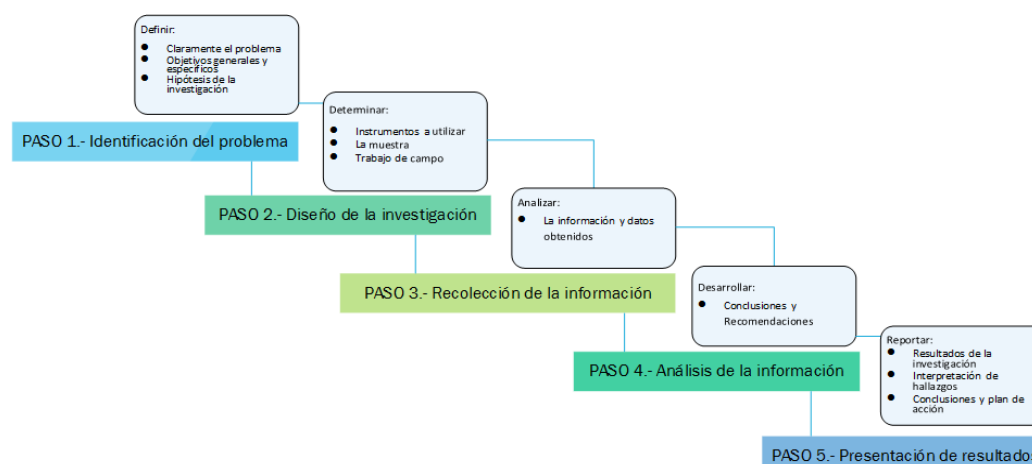 Definir:
● Claramente el problema
● Objetivos generales y
específicos
● Hipótesis de la
investigación
PASO 1.- Identificación del problema
Determinar:
● Instrumentos a utilizar
● La muestra
● Trabajo de campo
PASO 2.- Diseño de la investigación
Analizar:
● La información y datos
obtenidos
PASO 3.- Recolección de la información
Desarrollar:
● Conclusiones y
Recomendaciones
PASO 4.- Análisis de la información
Reportar:
● Resultados de la
investigación
● Interpretación de
hallazgos
● Conclusiones y plan de
acción
PASO 5.- Presentación de resultado